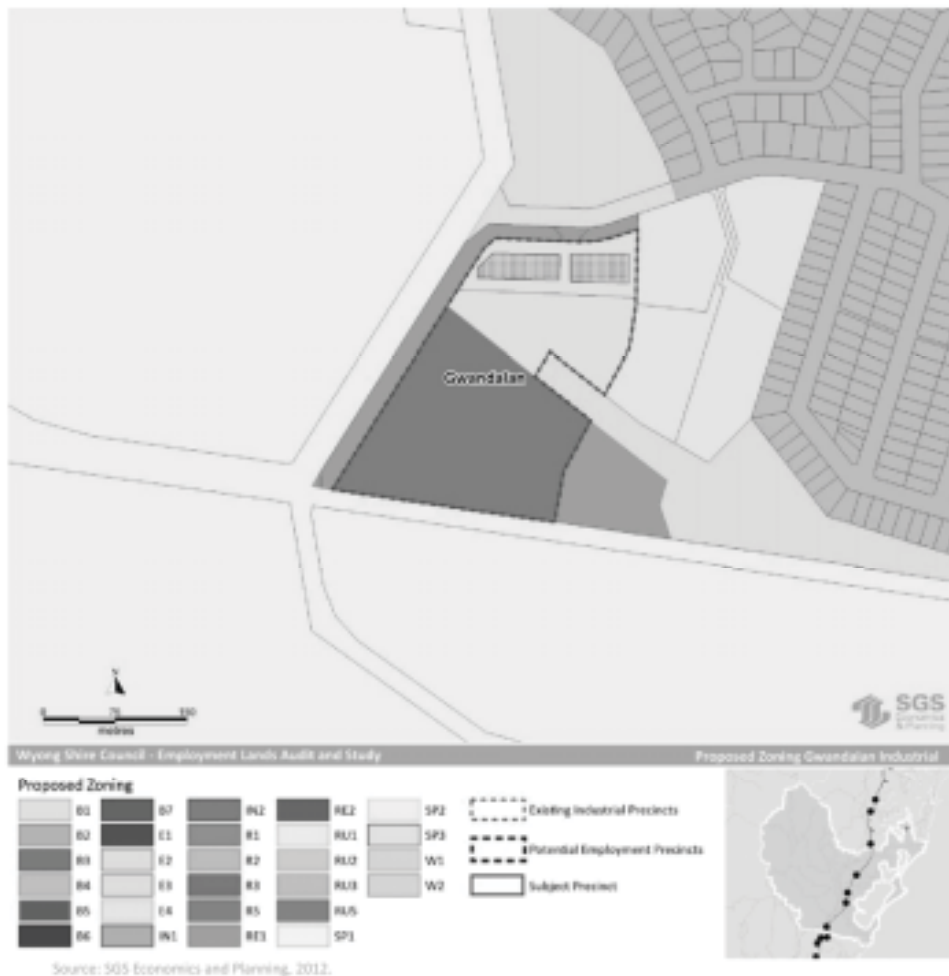 Gwandalan
N
0 75 150
metres
SGS
Economics
& Planning
Wyong Shire Council - Employment Lands Audit and Study
Proposed Zoning Gwandalan Industrial
Proposed Zoning
B1 B7 IN2 RE2 SP2
B2 E1 R1 RU1 SP3
B3 E2 R2 RU2 W1
B4 E3 R3 RU3 W2
B5 E4 R5 RU5
B6 IN1 RE1 SP1
Existing Industrial Precincts
Potential Employment Precincts
Subject Precinct
Source: SGS Economics and Planning, 2012.